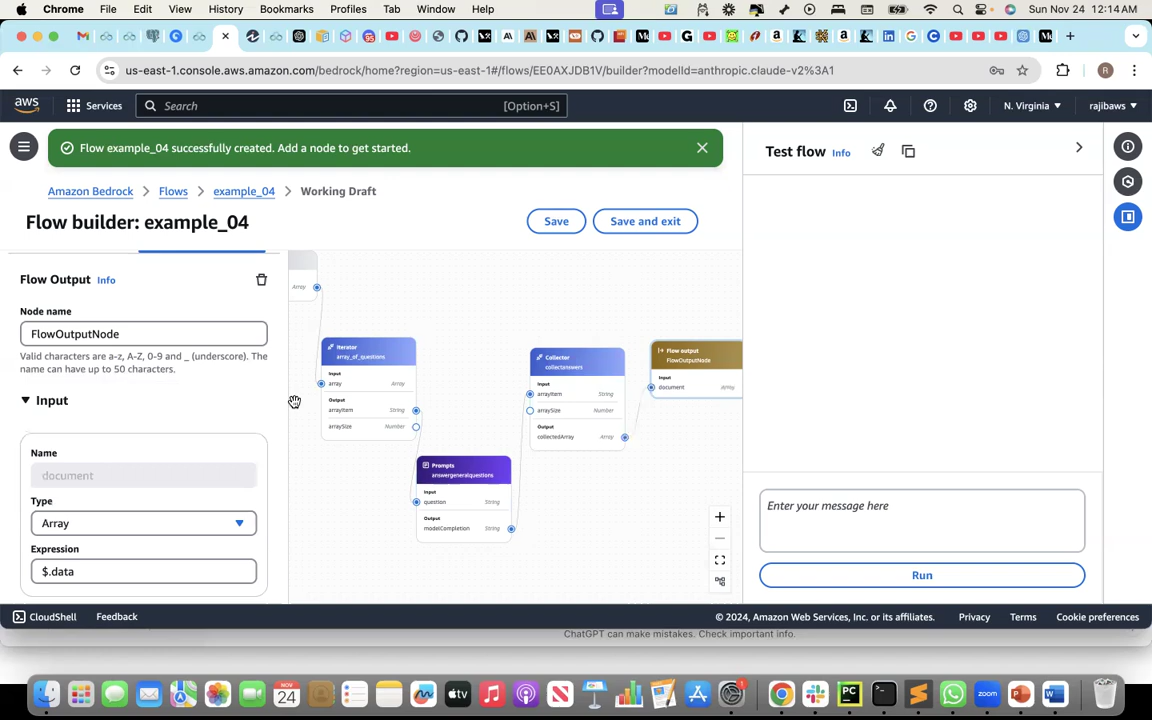 Chrome File Edit View History Bookmarks Profiles Tab Window Help Sun Nov 24 12:14 AM
us-east-1.console.aws.amazon.com/bedrock/home?region=us-east-1#/flows/EE0AXJDB1V/builder?modelId=anthropic.claude-v2%3A1
R
aws Services Search [Option+S] N. Virginia rajibaws
Flow example_04 successfully created. Add a node to get started.
Amazon Bedrock Flows example_04 Working Draft
Flow builder: example_04
Save
Save and exit
Flow Output Info
Node name
FlowOutputNode
Valid characters are a-z, A-Z, 0-9 and _ (underscore). The
name can have up to 50 characters.
Input
Name
document
Type
Array
Expression
$.data
Array
Iterator
array_of_questions
Input
array Array
Output
arrayItem String
arraySize Number
Prompts
answergeneralquestions
Input
question String
Output
modelCompletion String
Collector
collectanswers
Input
arrayItem String
arraySize Number
Output
collectedArray Array
Flow output
FlowOutputNode
Input
document Array
Test flow Info
Enter your message here
Run
CloudShell Feedback © 2024, Amazon Web Services, Inc. or its affiliates. Privacy Terms Cookie preferences
ChatGPT can make mistakes. Check important info.
NOV
24
tv
1
PC
zoom
P
W